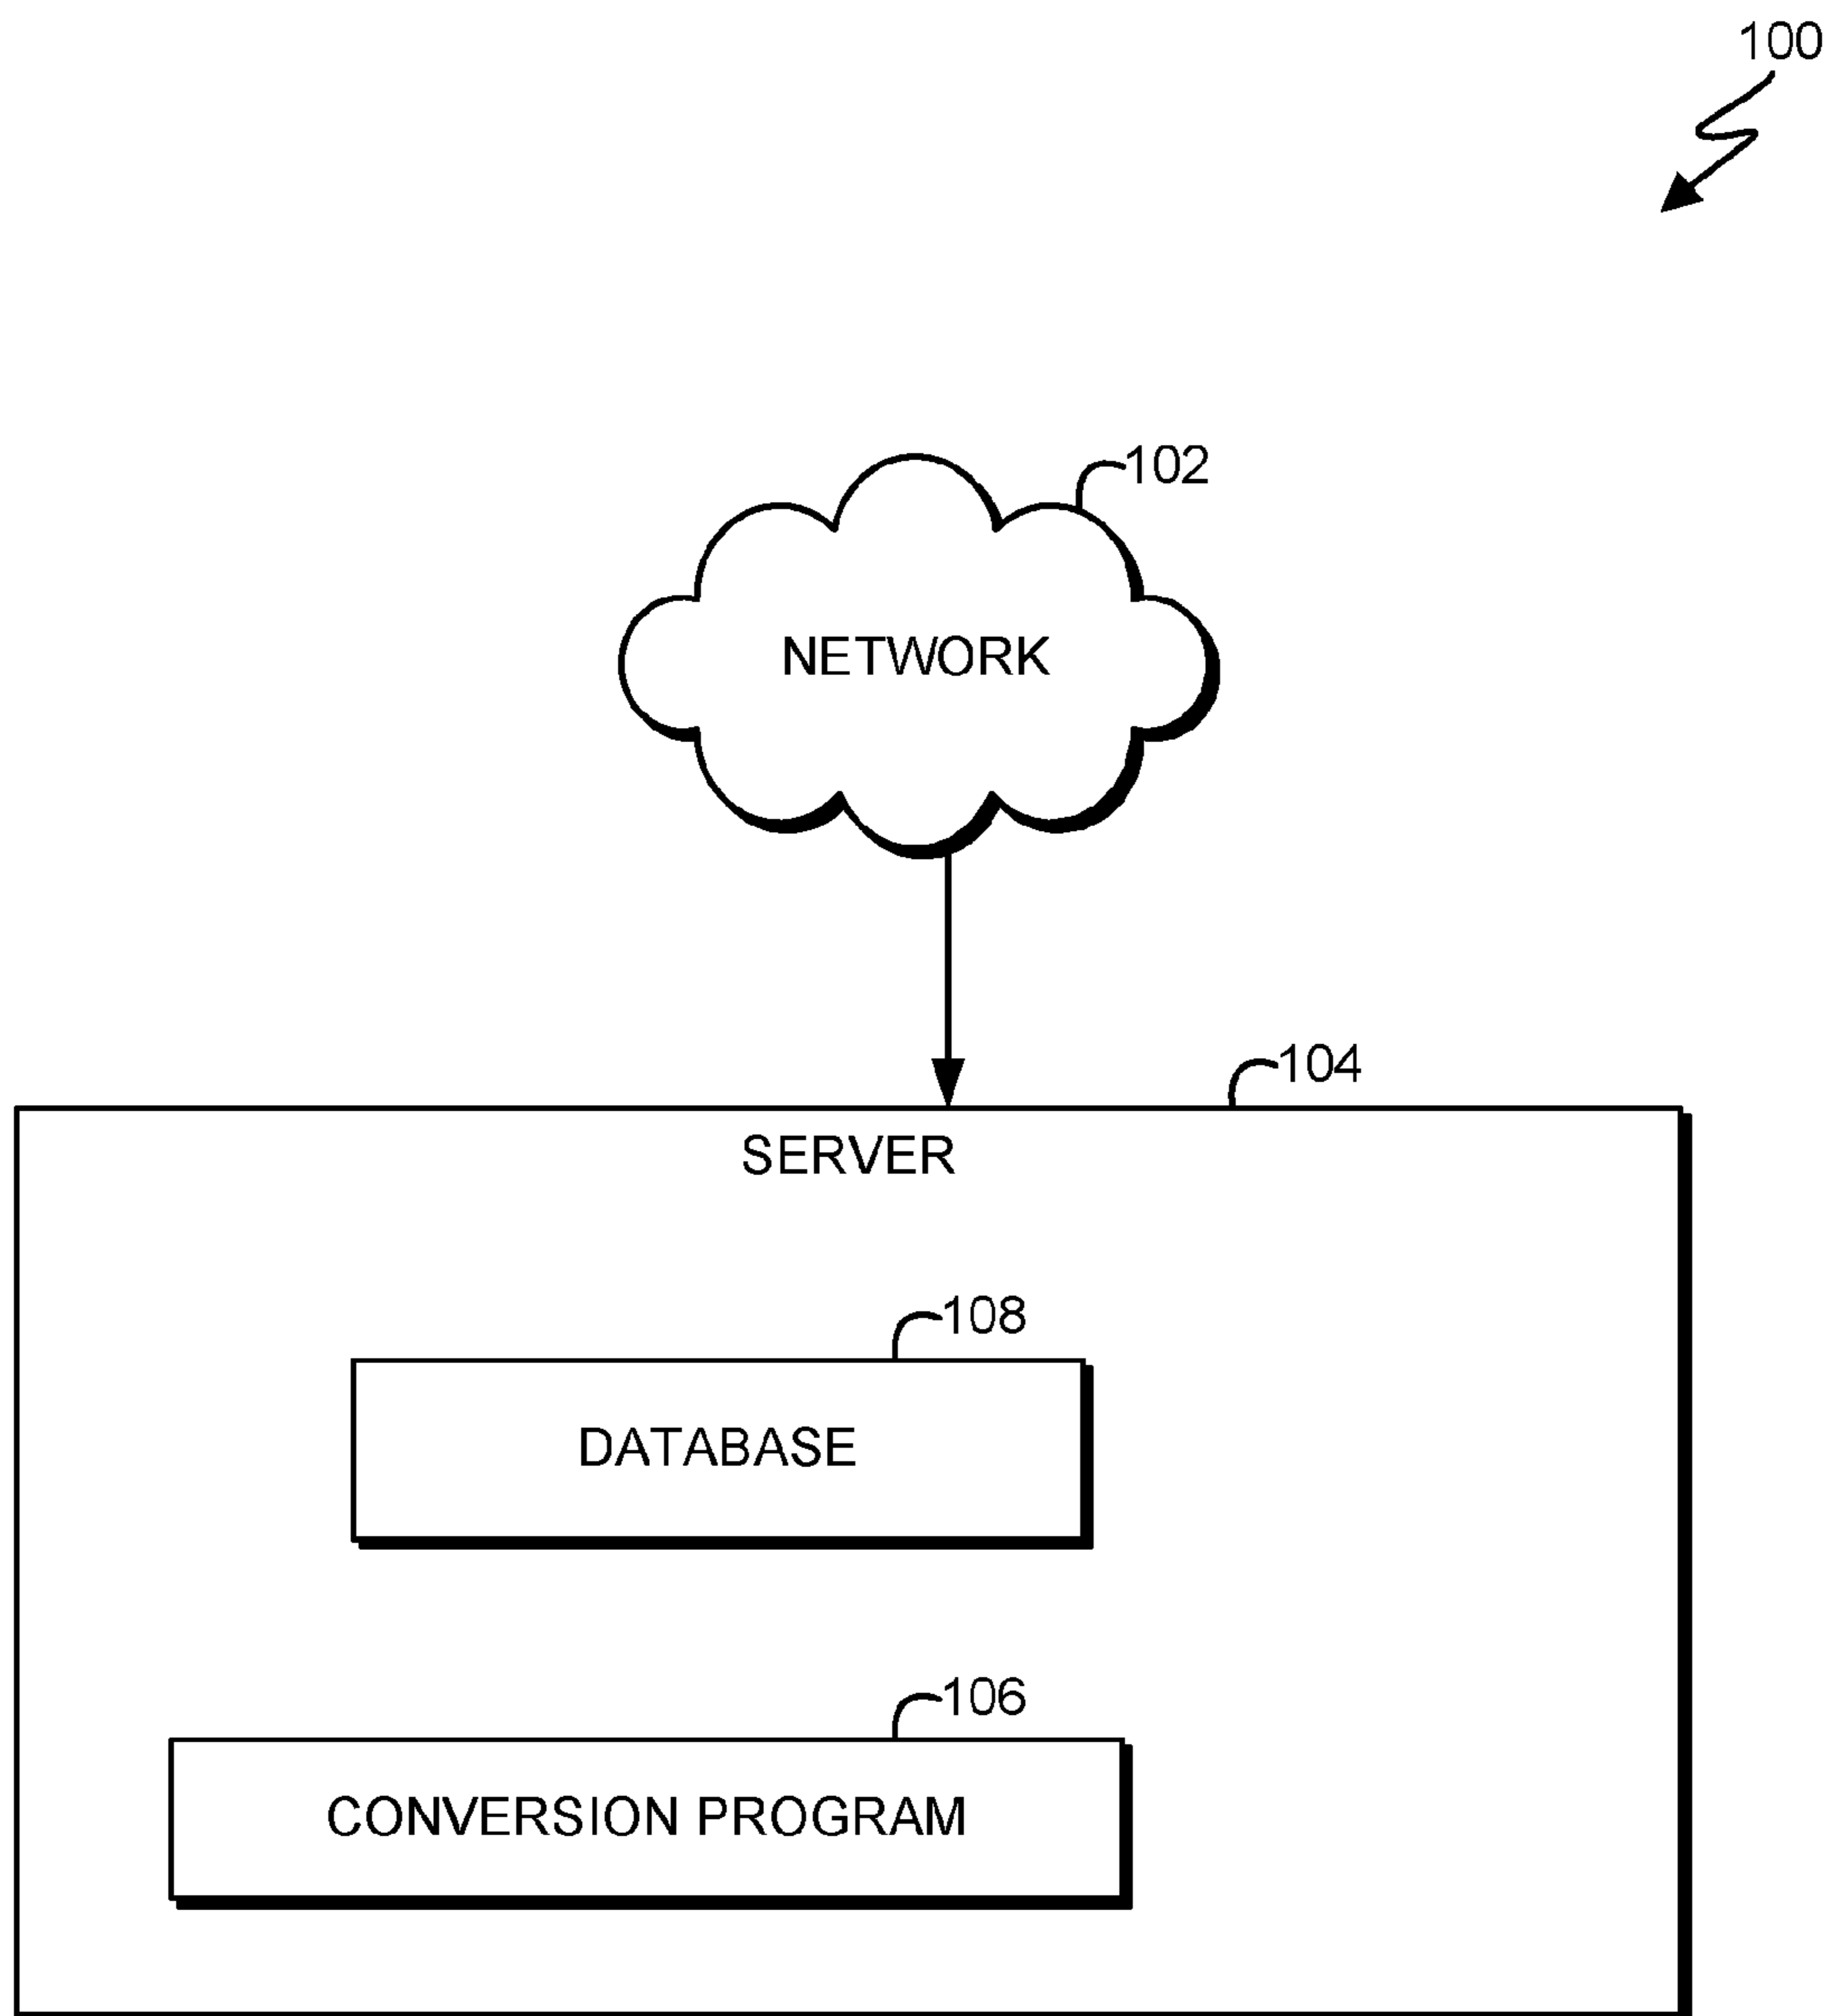 100
102
NETWORK
104
SERVER
108
DATABASE
106
CONVERSION PROGRAM